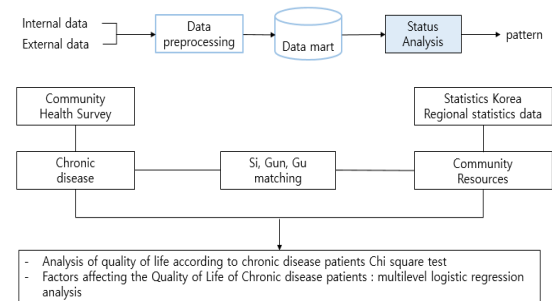 Internal data
External data
Data
preprocessing
Data mart
Status
Analysis
pattern
Community
Health Survey
Statistics Korea
Regional statistics data
Chronic
disease
Si, Gun, Gu
matching
Community
Resources
- Analysis of quality of life according to chronic disease patients Chi square test
- Factors affecting the Quality of Life of Chronic disease patients : multilevel logistic regression
analysis